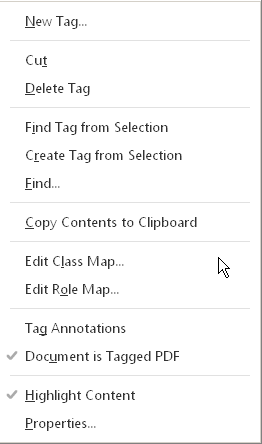 New Tag...
Cut
Delete Tag
Find Tag from Selection
Create Tag from Selection
Find...
Copy Contents to Clipboard
Edit Class Map...
Edit Role Map...
Tag Annotations
Document is Tagged PDF
Highlight Content
Properties...